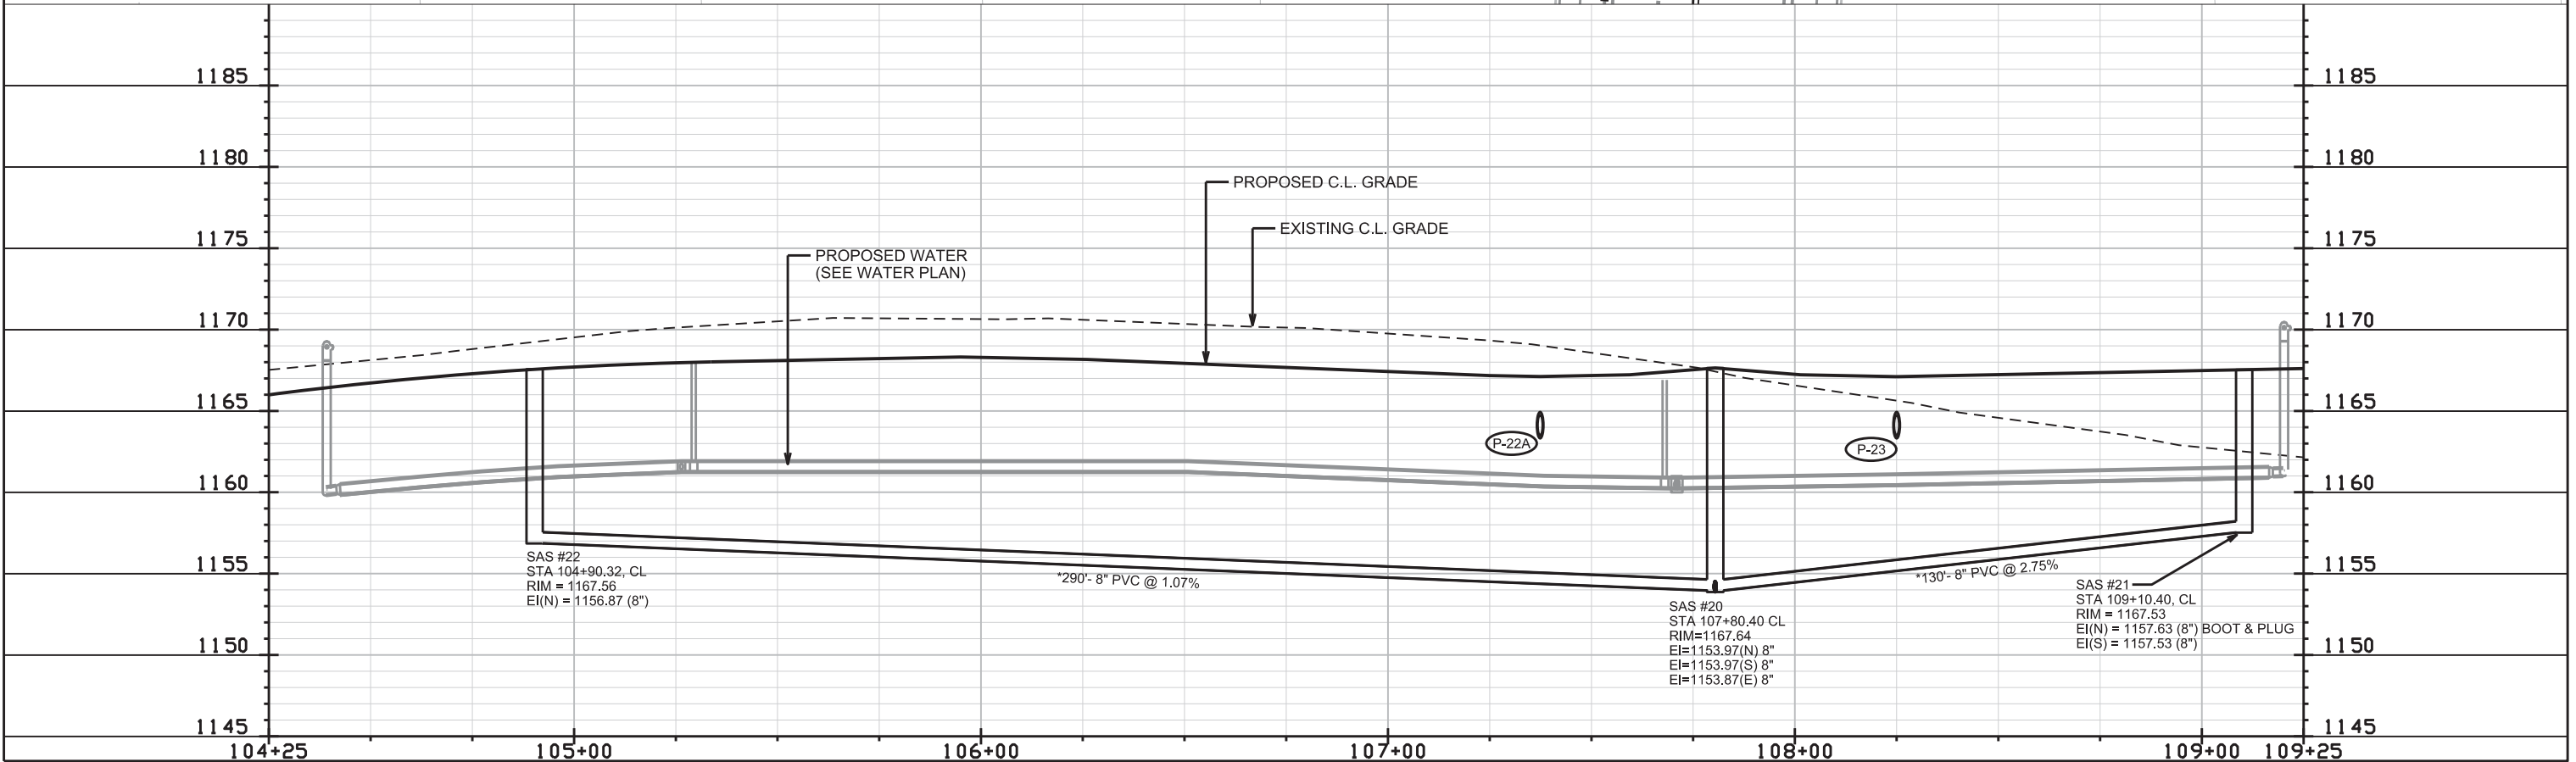 1185
1185
1180
1180
PROPOSED C.L. GRADE
EXISTING C.L. GRADE
1175
1175
PROPOSED WATER
(SEE WATER PLAN)
1170
1170
1165
1165
P-22A
P-23
1160
1160
1155
1155
SAS #22
STA 104+90.32, CL
RIM = 1167.56
EI(N) = 1156.87 (8")
*290'- 8" PVC @ 1.07%
*130'- 8" PVC @ 2.75%
SAS #20
STA 107+80.40 CL
RIM=1167.64
EI=1153.97(N) 8"
EI=1153.97(S) 8"
EI=1153.87(E) 8"
SAS #21
STA 109+10.40, CL
RIM = 1167.53
EI(N) = 1157.63 (8") BOOT & PLUG
EI(S) = 1157.53 (8")
1150
1150
1145
1145
104+25
105+00
106+00
107+00
108+00
109+00
109+25